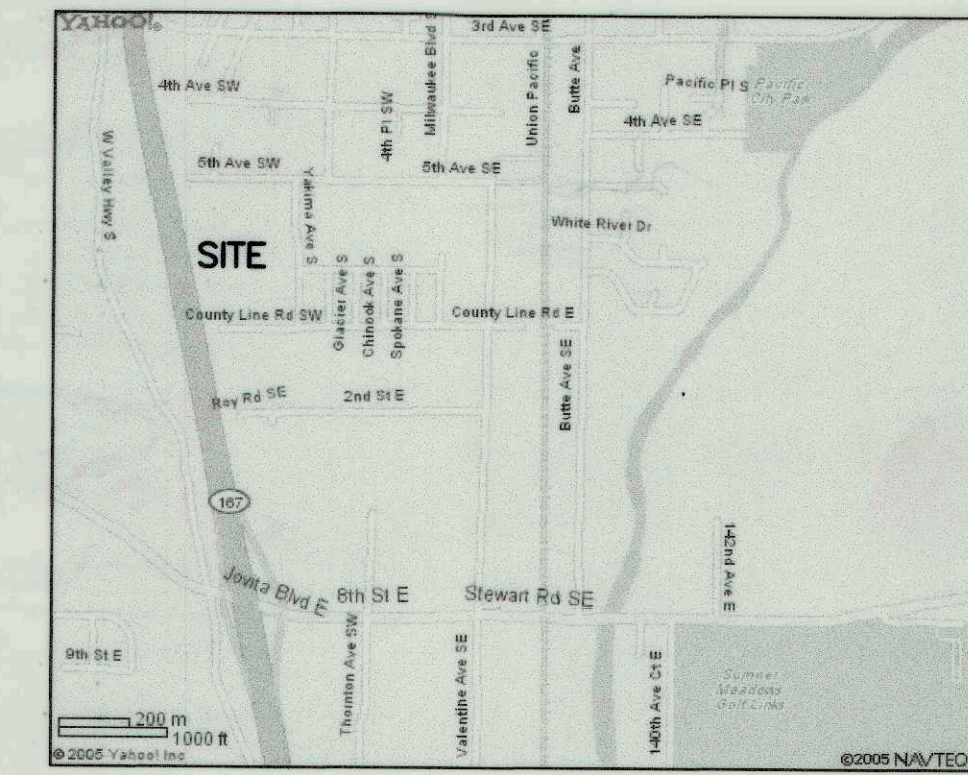 YAHOO!®
3rd Ave SE
4th Ave SW
4th Pl SW
Milwaukee Blvd S
Union Pacific
Butte Ave
Pacific Pl S
Pacific
City Park
4th Ave SE
W Valley Hwy S
5th Ave SW
5th Ave SE
Yakima Ave S
White River Dr
SITE
County Line Rd SW
Glacier Ave S
Chinook Ave S
Spokane Ave S
County Line Rd E
Roy Rd SE
2nd St E
Butte Ave SE
167
Jovita Blvd E
8th St E
Stewart Rd SE
142nd Ave E
9th St E
Thornton Ave SW
Valentine Ave SE
140th Ave Ct E
Sumner
Meadows
Golf Links
200 m
1000 ft
© 2005 Yahoo! Inc
©2005 NAVTEQ